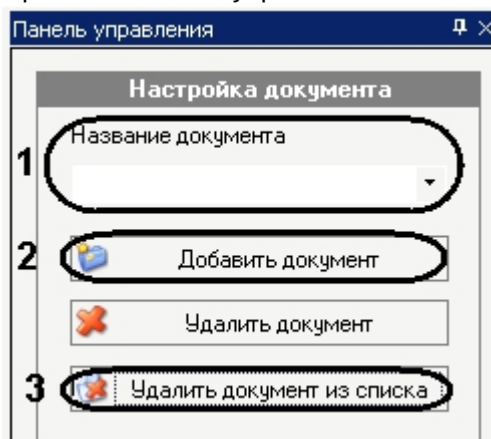 Панель управления
Настройка документа
1
Название документа
2
Добавить документ
Удалить документ
3
Удалить документ из списка